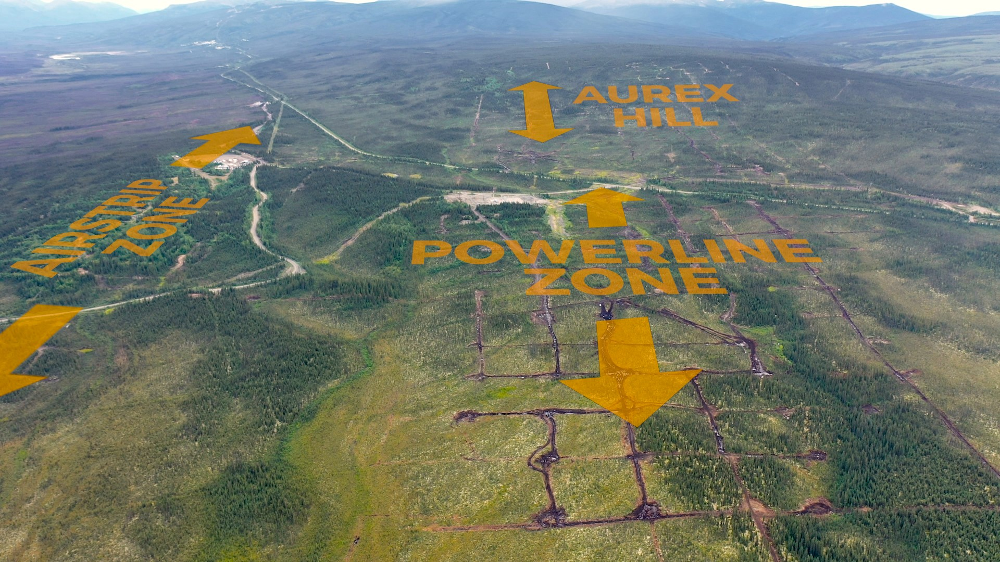 AUREX
HILL
AIRSTRIP
ZONE
POWERLINE
ZONE